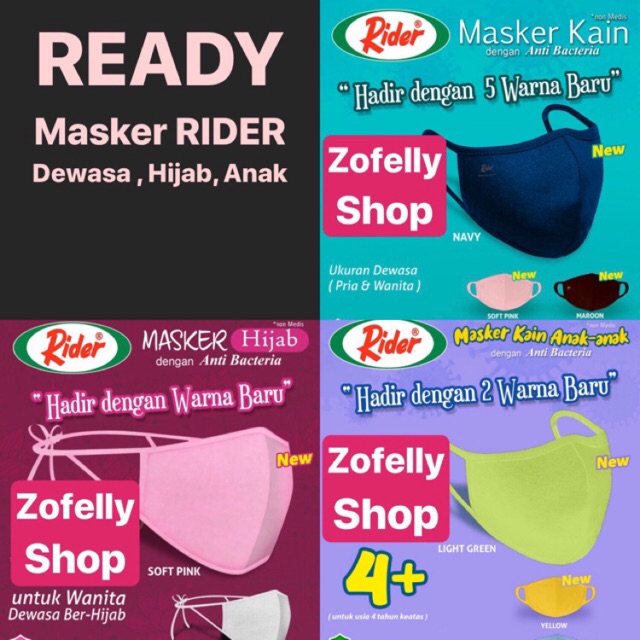 READY
Masker RIDER
Dewasa , Hijab, Anak
Rider
Masker Kain
*non Medis
dengan Anti Bacteria
“ Hadir dengan 5 Warna Baru”
New
Zofelly
Shop
NAVY
Ukuran Dewasa
( Pria & Wanita )
New
New
SOFT PINK
MAROON
Rider
MASKER Hijab
*non Medis
dengan Anti Bacteria
“ Hadir dengan Warna Baru”
New
Zofelly
Shop
SOFT PINK
untuk Wanita
Dewasa Ber-Hijab
Rider
Masker Kain Anak-anak
*non Medis
dengan Anti Bacteria
“ Hadir dengan 2 Warna Baru”
Zofelly
Shop
New
LIGHT GREEN
4+
( untuk usia 4 tahun keatas )
New
YELLOW